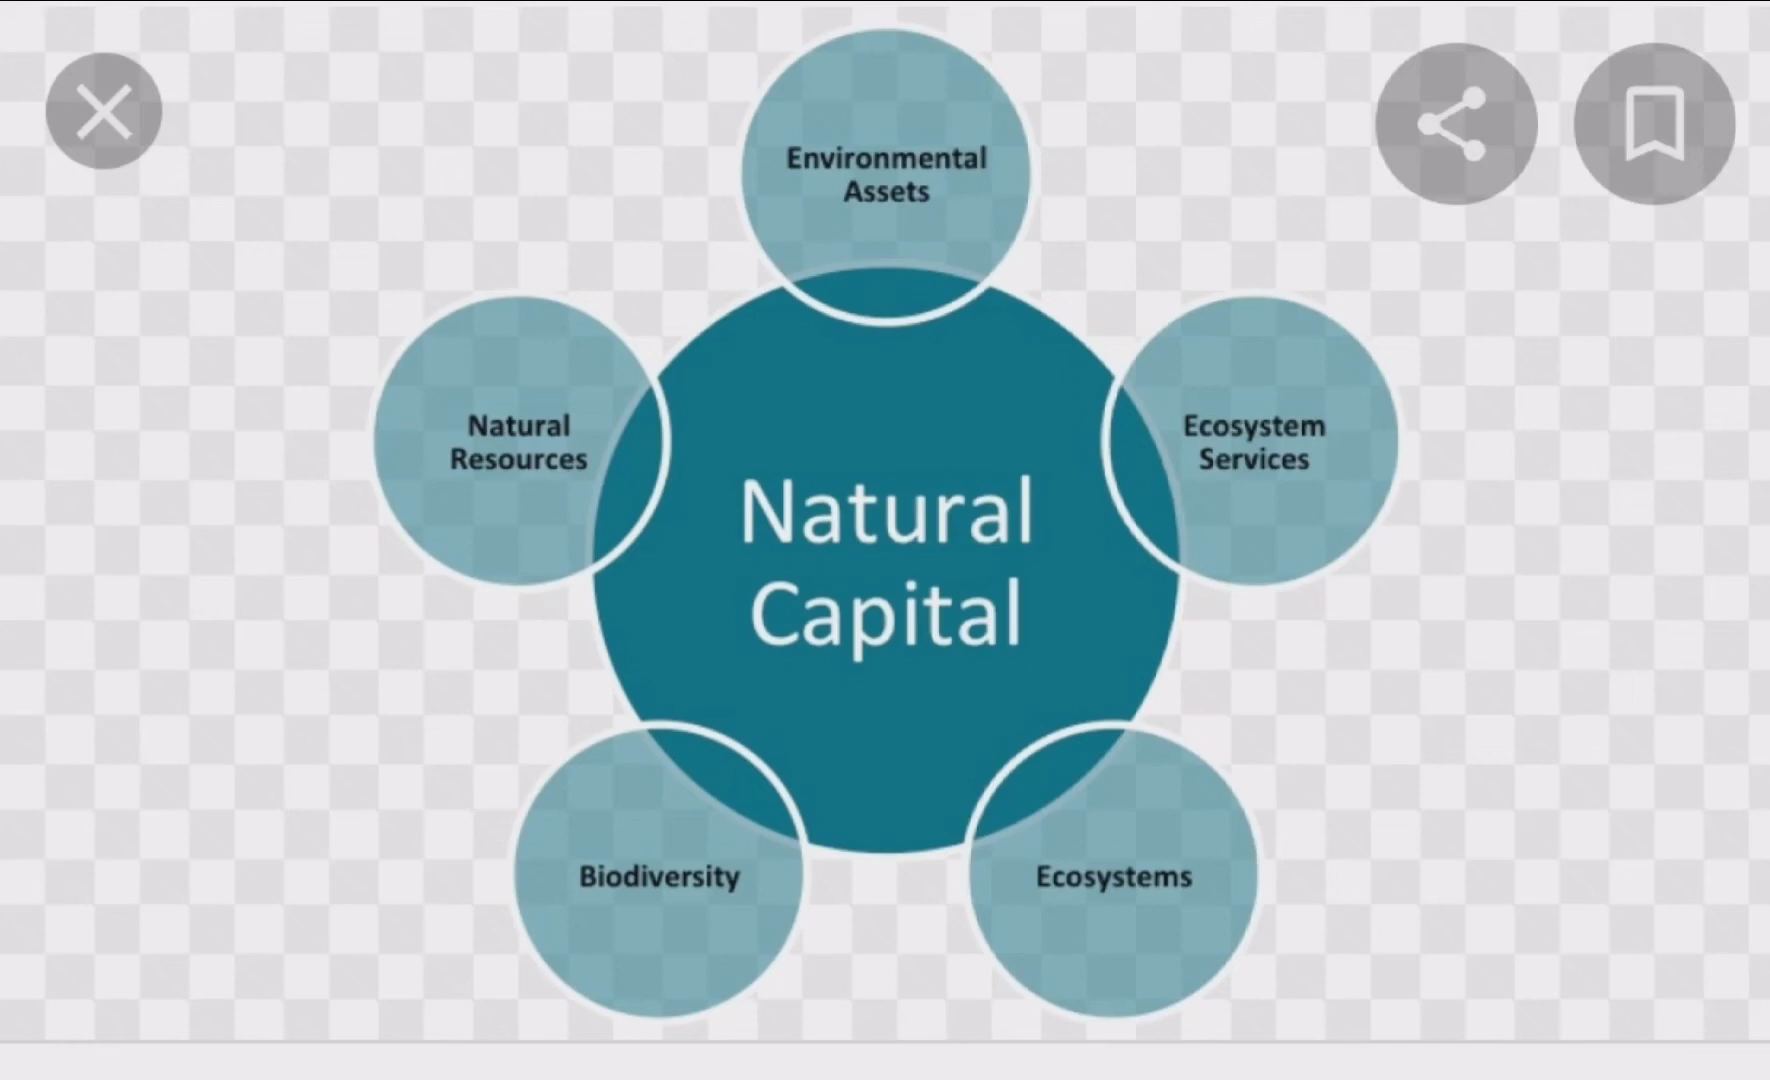 Environmental
Assets
Natural
Resources
Ecosystem
Services
Natural
Capital
Biodiversity
Ecosystems